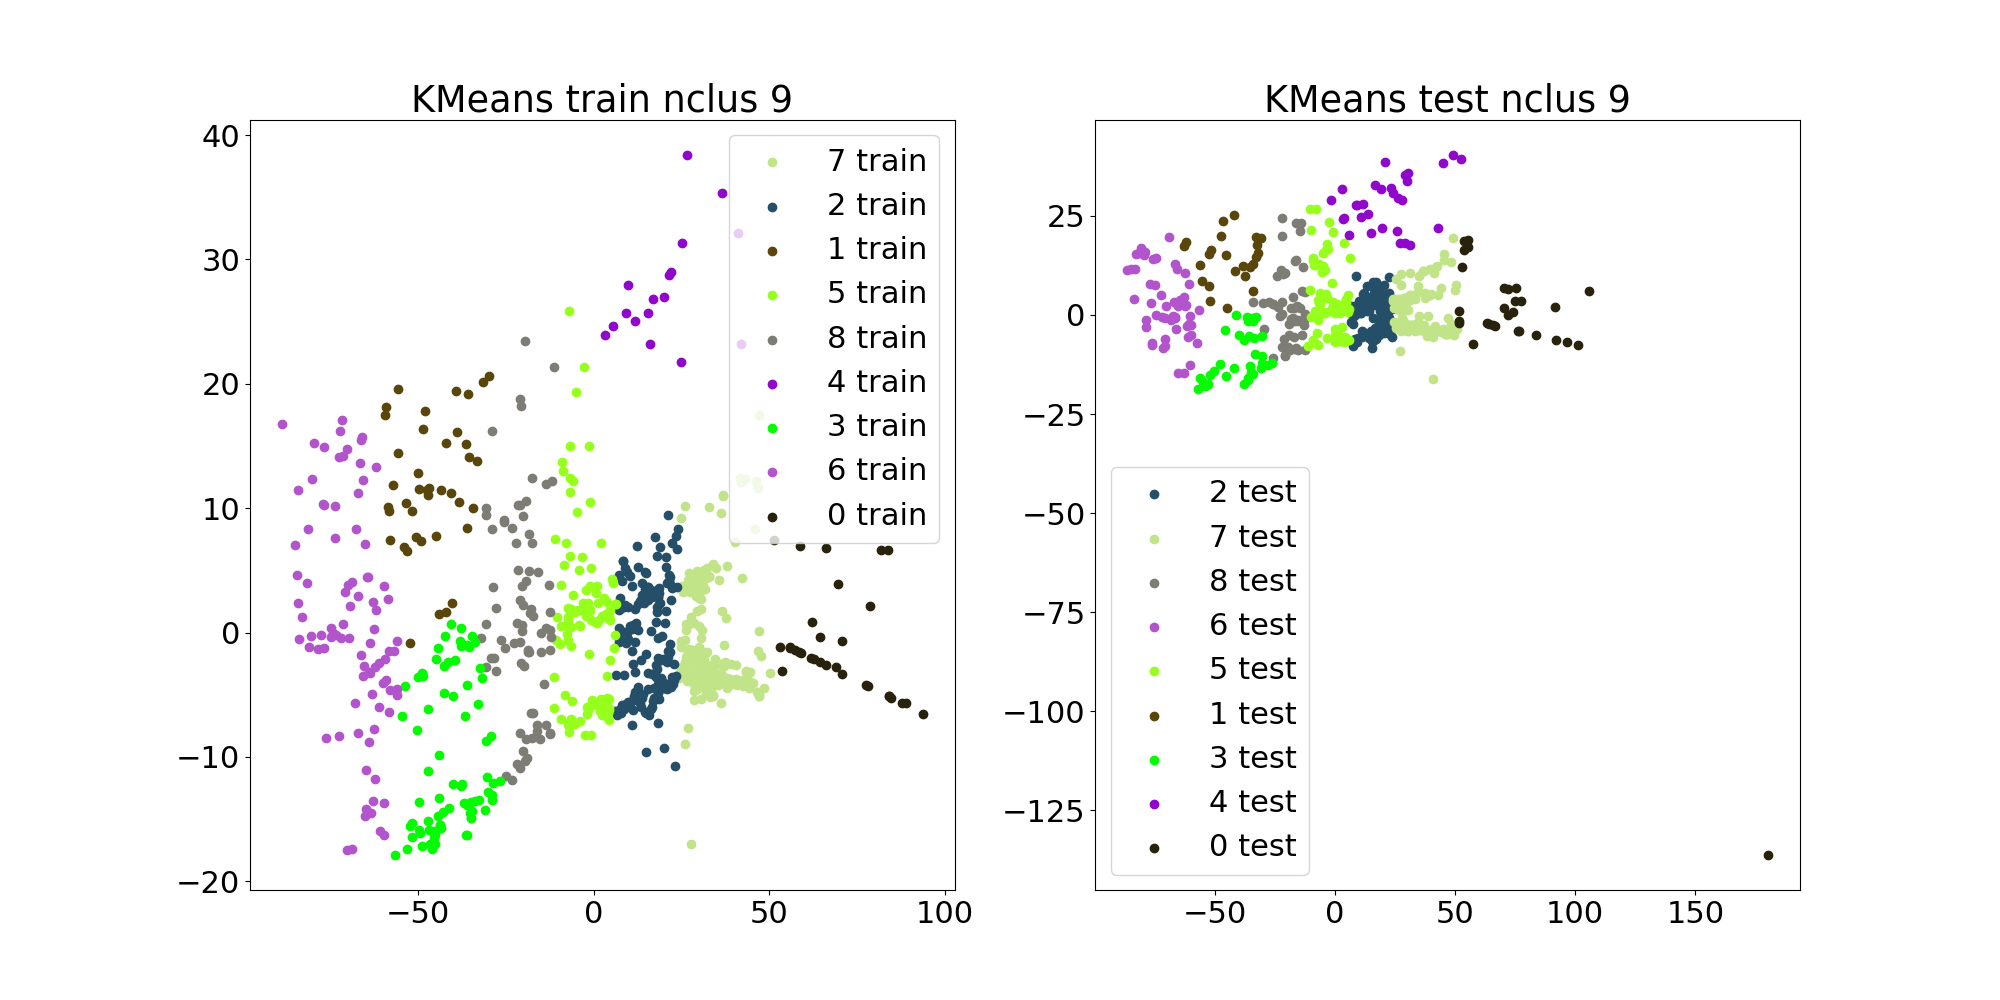 KMeans train nclus 9
40
30
20
10
0
−10
−20
−50
0
50
100
7 train
2 train
1 train
5 train
8 train
4 train
3 train
6 train
0 train
KMeans test nclus 9
25
0
−25
−50
−75
−100
−125
−50
0
50
100
150
2 test
7 test
8 test
6 test
5 test
1 test
3 test
4 test
0 test